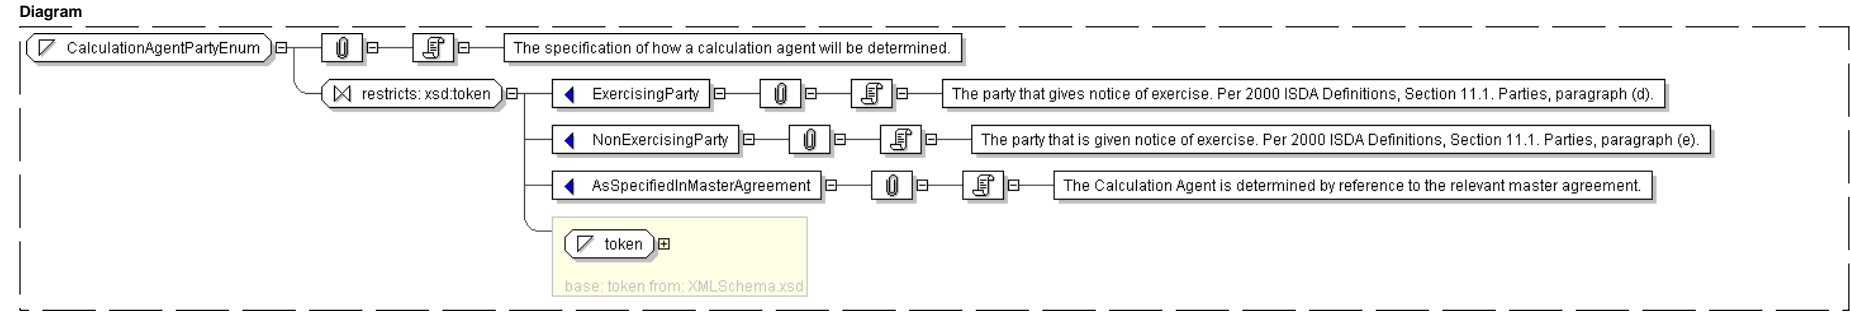 Diagram
CalculationAgentPartyEnum
The specification of how a calculation agent will be determined.
restricts: xsd:token
ExercisingParty
The party that gives notice of exercise. Per 2000 ISDA Definitions, Section 11.1. Parties, paragraph (d).
NonExercisingParty
The party that is given notice of exercise. Per 2000 ISDA Definitions, Section 11.1. Parties, paragraph (e).
AsSpecifiedInMasterAgreement
The Calculation Agent is determined by reference to the relevant master agreement.
token
base: token from: XMLSchema.xsd